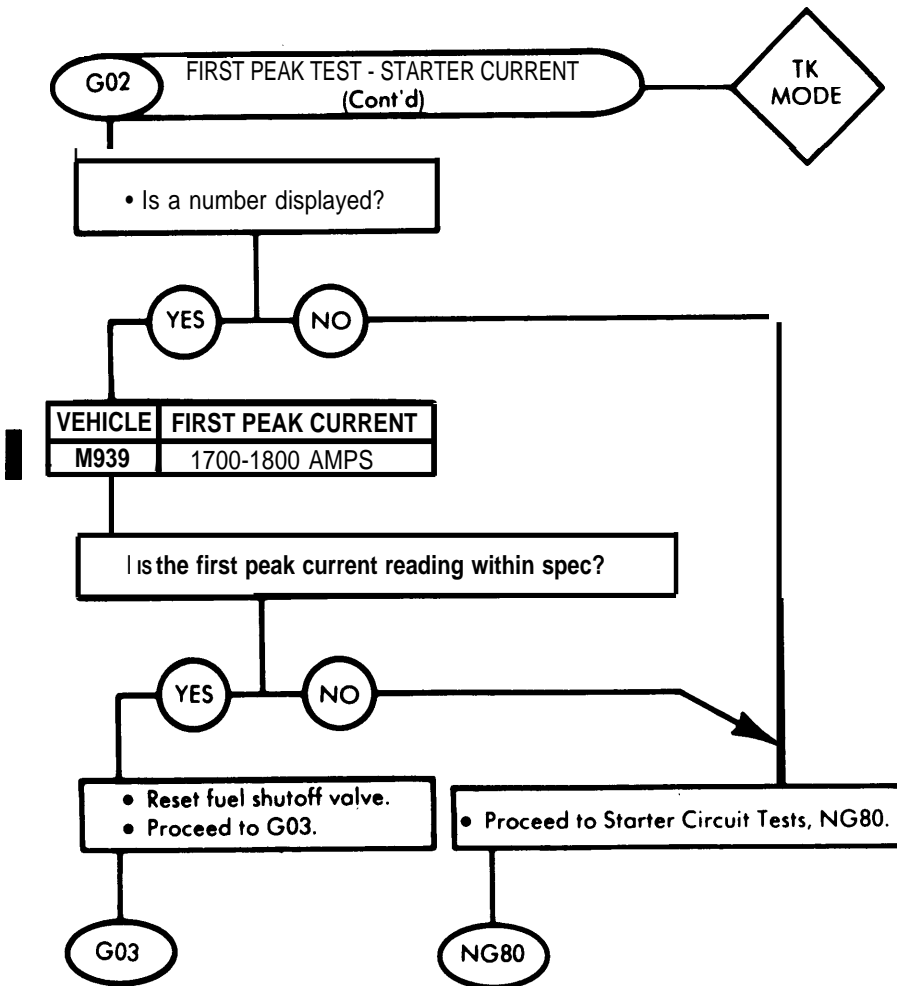 G02
FIRST PEAK TEST - STARTER CURRENT
(Cont'd)
TK
MODE
• Is a number displayed?
YES
NO
VEHICLE FIRST PEAK CURRENT
M939 1700-1800 AMPS
I is the first peak current reading within spec?
YES
NO
• Reset fuel shutoff valve.
• Proceed to G03.
• Proceed to Starter Circuit Tests, NG80.
G03
NG80